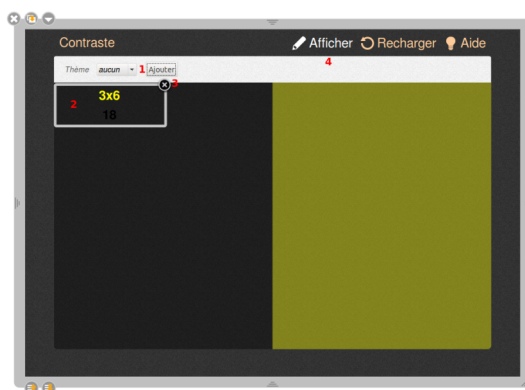 Contraste Afficher Recharger Aide
Thème aucun 1 Ajouter 4
3
2 3x6
18